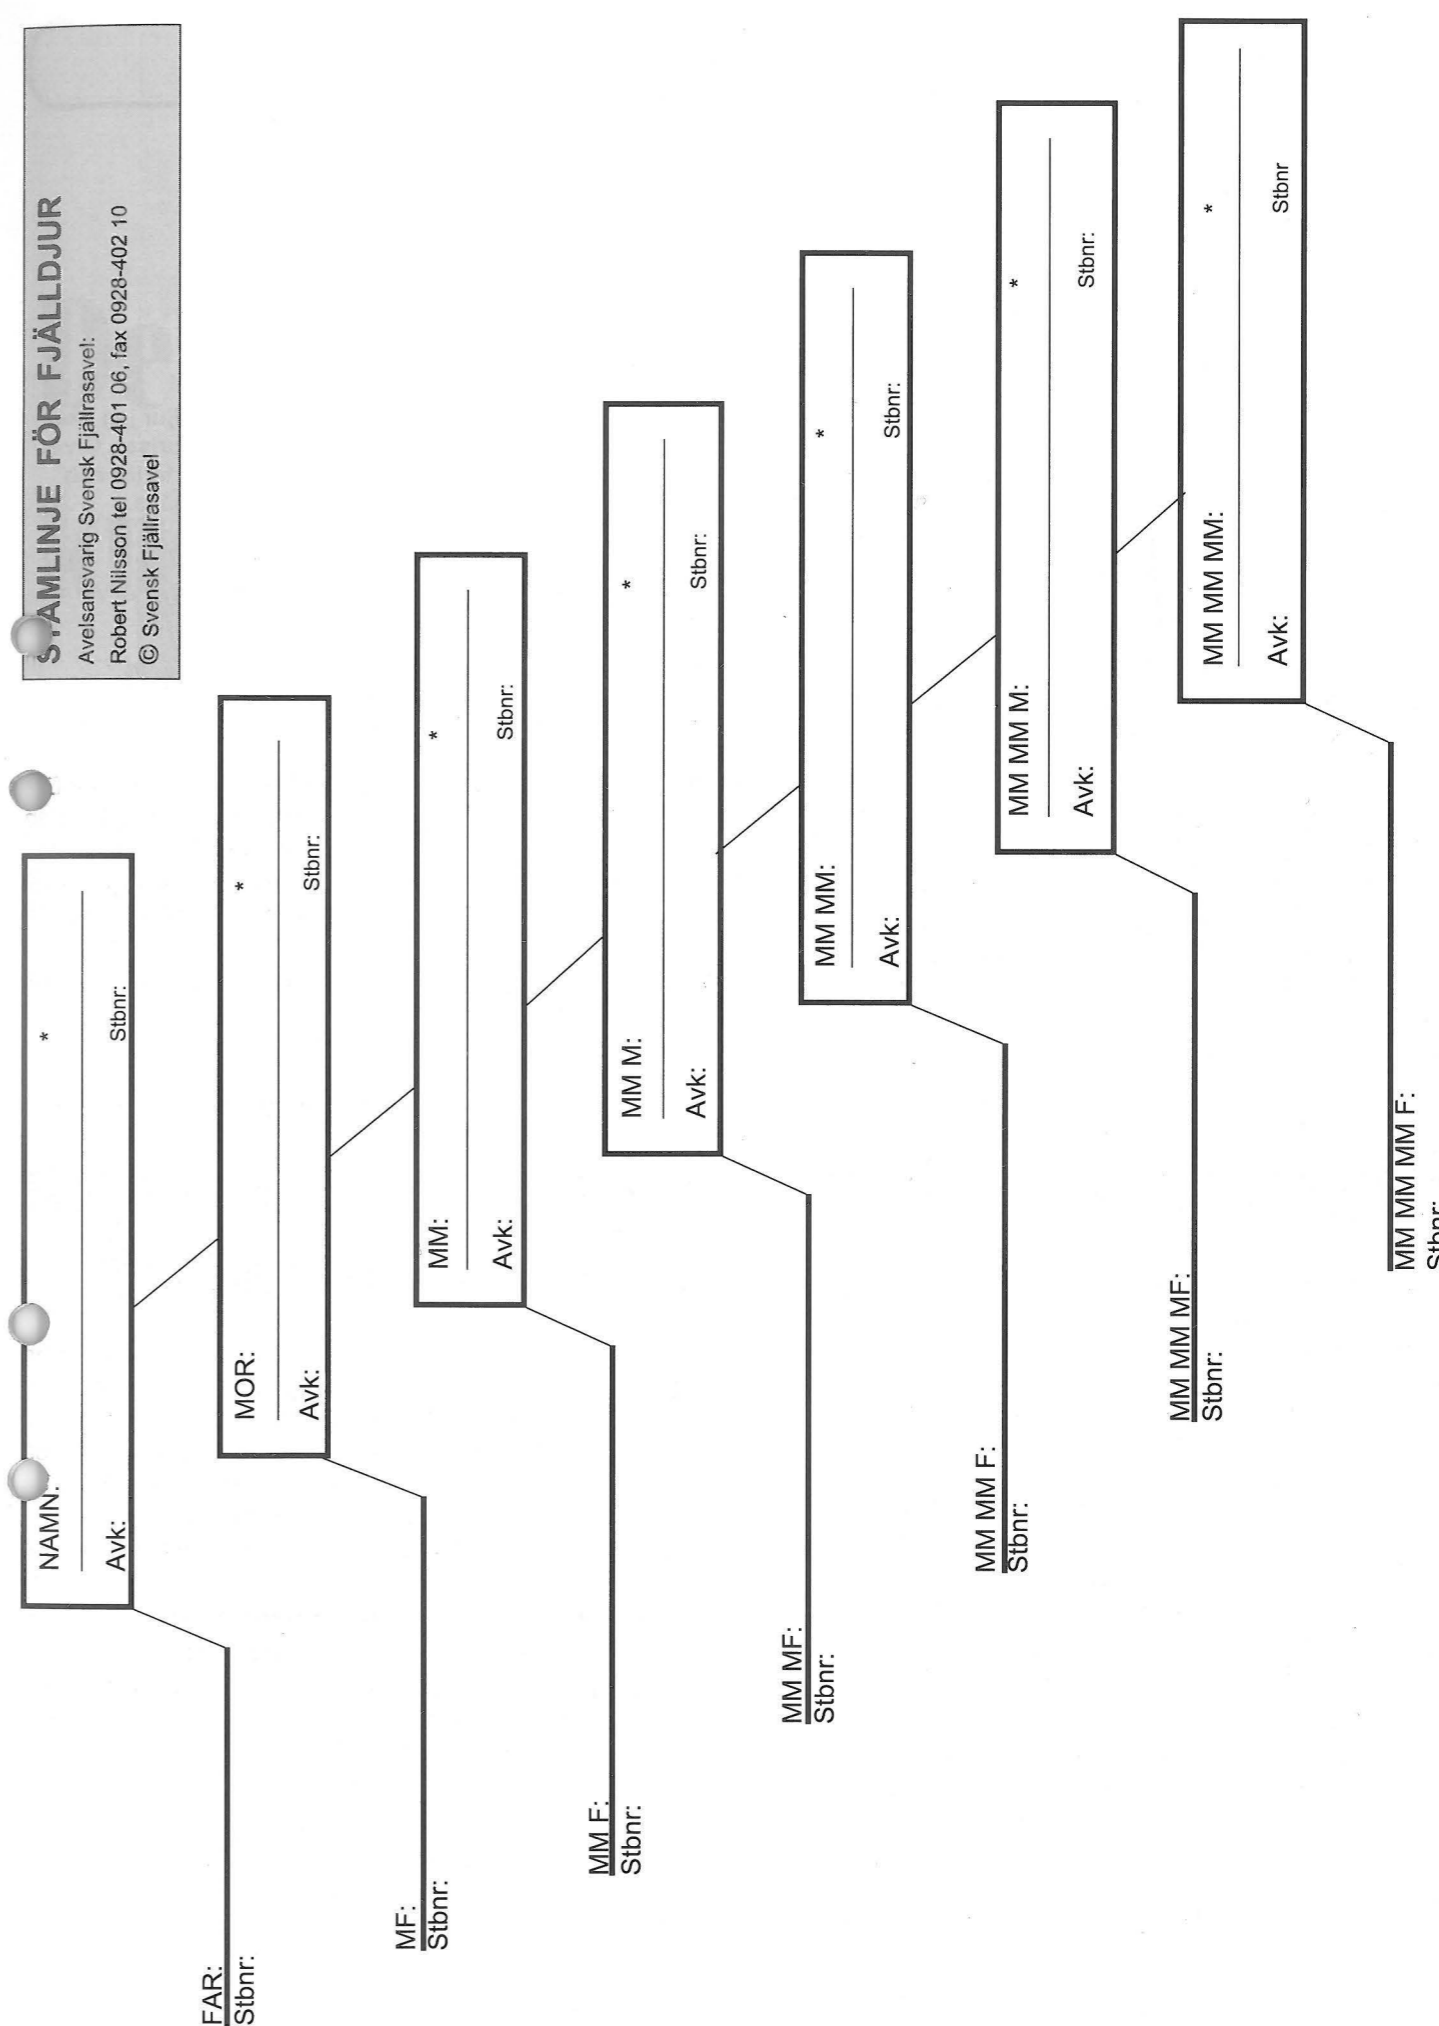 STAMLINJE FÖR FJÄLLDJUR
Avelsansvarig Svensk Fjällrasavel:
Robert Nilsson tel 0928-401 06, fax 0928-402 10
© Svensk Fjällrasavel
NAMN: *
Avk: Stbnr:
FAR:
Stbnr:
MOR: *
Avk: Stbnr:
MF:
Stbnr:
MM: *
Avk: Stbnr:
MM F:
Stbnr:
MM M: *
Avk: Stbnr:
MM MF:
Stbnr:
MM MM: *
Avk: Stbnr:
MM MM F:
Stbnr:
MM MM M: *
Avk: Stbnr:
MM MM MF:
Stbnr:
MM MM MM: *
Avk: Stbnr
MM MM MM F:
Stbnr: